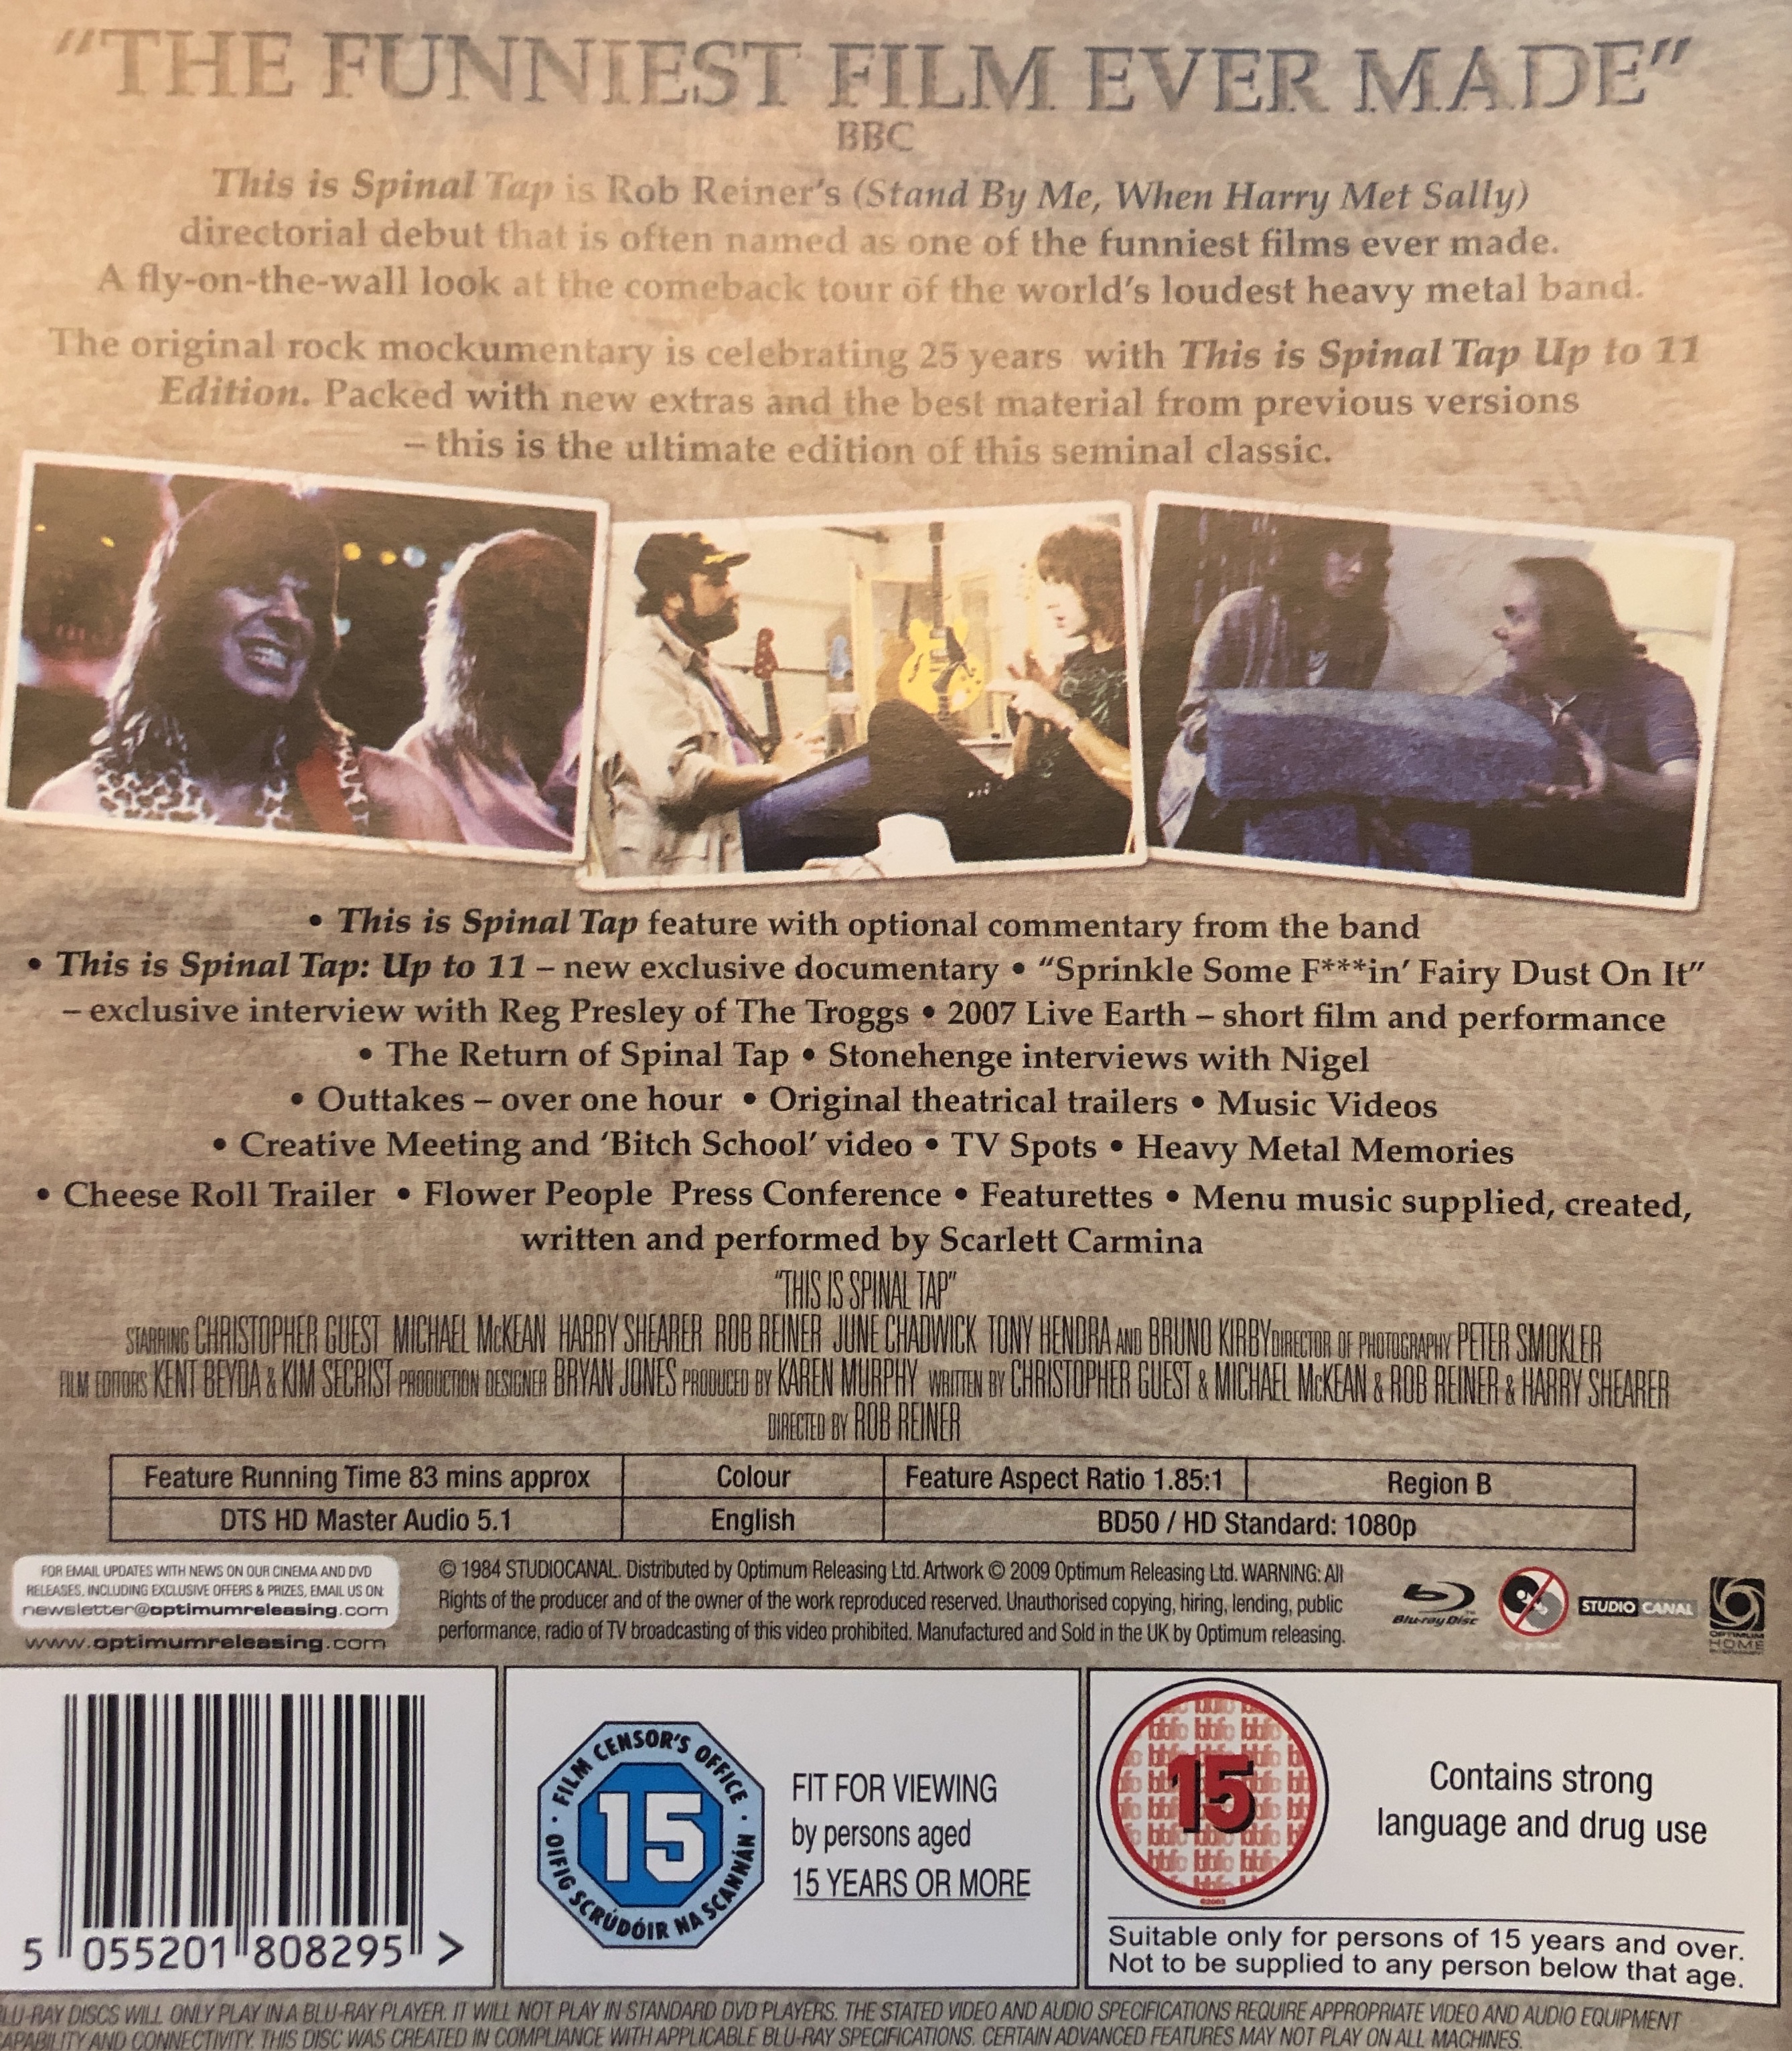 "THE FUNNIEST FILM EVER MADE"
BBC
This is Spinal Tap is Rob Reiner's (Stand By Me, When Harry Met Sally)
directorial debut that is often named as one of the funniest films ever made.
A fly-on-the-wall look at the comeback tour of the world's loudest heavy metal band.
The original rock mockumentary is celebrating 25 years with This is Spinal Tap Up to 11
Edition. Packed with new extras and the best material from previous versions
– this is the ultimate edition of this seminal classic.
• This is Spinal Tap feature with optional commentary from the band
• This is Spinal Tap: Up to 11 – new exclusive documentary • "Sprinkle Some F***in' Fairy Dust On It"
– exclusive interview with Reg Presley of The Troggs • 2007 Live Earth – short film and performance
• The Return of Spinal Tap • Stonehenge interviews with Nigel
• Outtakes – over one hour • Original theatrical trailers • Music Videos
• Creative Meeting and 'Bitch School' video • TV Spots • Heavy Metal Memories
• Cheese Roll Trailer • Flower People Press Conference • Featurettes • Menu music supplied, created,
written and performed by Scarlett Carmina
"THIS IS SPINAL TAP"
STARRING CHRISTOPHER GUEST MICHAEL McKEAN HARRY SHEARER ROB REINER JUNE CHADWICK TONY HENDRA AND BRUNO KIRBY DIRECTOR OF PHOTOGRAPHY PETER SMOKLER
FILM EDITORS KENT BEYDA & KIM SECRIST PRODUCTION DESIGNER BRYAN JONES PRODUCED BY KAREN MURPHY WRITTEN BY CHRISTOPHER GUEST & MICHAEL McKEAN & ROB REINER & HARRY SHEARER
DIRECTED BY ROB REINER
Feature Running Time 83 mins approx Colour Feature Aspect Ratio 1.85:1 Region B
DTS HD Master Audio 5.1 English BD50 / HD Standard: 1080p
FOR EMAIL UPDATES WITH NEWS ON OUR CINEMA AND DVD
RELEASES, INCLUDING EXCLUSIVE OFFERS & PRIZES, EMAIL US ON:
newsletter@optimumreleasing.com
www.optimumreleasing.com
© 1984 STUDIOCANAL. Distributed by Optimum Releasing Ltd. Artwork © 2009 Optimum Releasing Ltd. WARNING: All
Rights of the producer and of the owner of the work reproduced reserved. Unauthorised copying, hiring, lending, public
performance, radio of TV broadcasting of this video prohibited. Manufactured and Sold in the UK by Optimum releasing.
Blu-ray Disc
STUDIO CANAL
OPTIMUM
HOME
5 055201 808295 >
FILM CENSOR'S OFFICE
15
OIFIG SCRÚDÓIR NA SCANNÁN
FIT FOR VIEWING
by persons aged
15 YEARS OR MORE
bbfc
15
Contains strong
language and drug use
Suitable only for persons of 15 years and over.
Not to be supplied to any person below that age.
LU-RAY DISCS WILL ONLY PLAY IN A BLU-RAY PLAYER. IT WILL NOT PLAY IN STANDARD DVD PLAYERS. THE STATED VIDEO AND AUDIO SPECIFICATIONS REQUIRE APPROPRIATE VIDEO AND AUDIO EQUIPMENT
APABILITY AND CONNECTIVITY. THIS DISC WAS CREATED IN COMPLIANCE WITH APPLICABLE BLU-RAY SPECIFICATIONS. CERTAIN ADVANCED FEATURES MAY NOT PLAY ON ALL MACHINES.